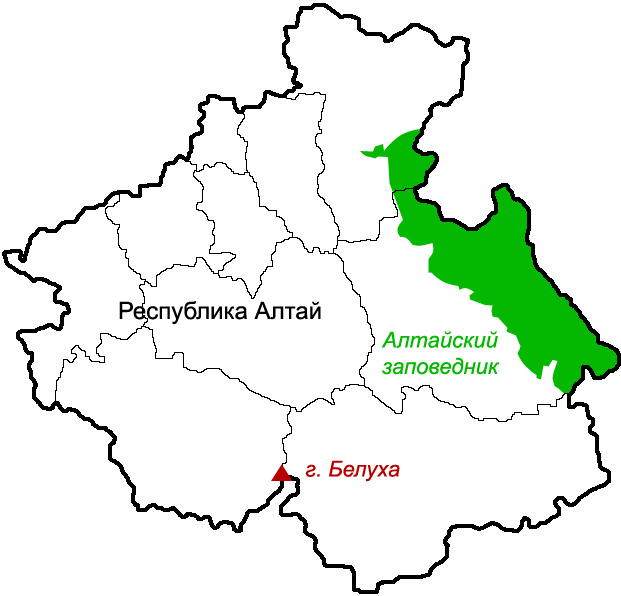 Республика Алтай
Алтайский
заповедник
г. Белуха